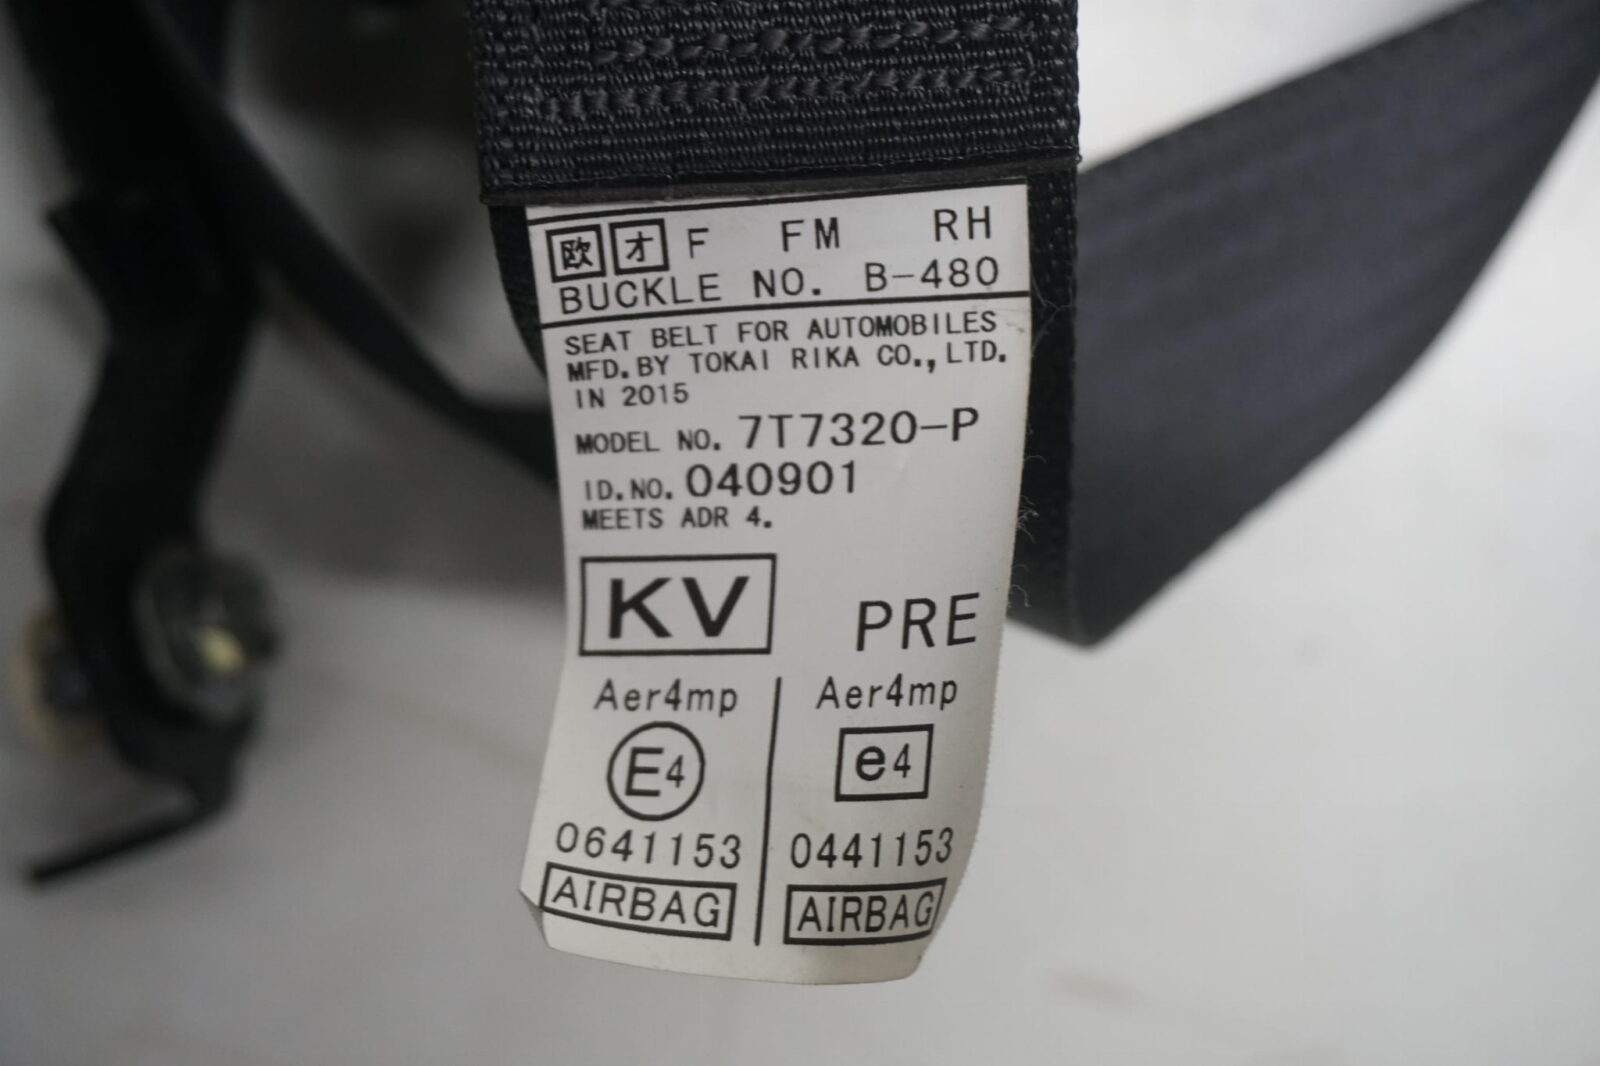 欧 オ F FM RH
BUCKLE NO. B-480
SEAT BELT FOR AUTOMOBILES
MFD. BY TOKAI RIKA CO., LTD.
IN 2015
MODEL NO. 7T7320-P
ID. NO. 040901
MEETS ADR 4.
KV PRE
Aer4mp Aer4mp
E4 e4
0641153 0441153
AIRBAG AIRBAG